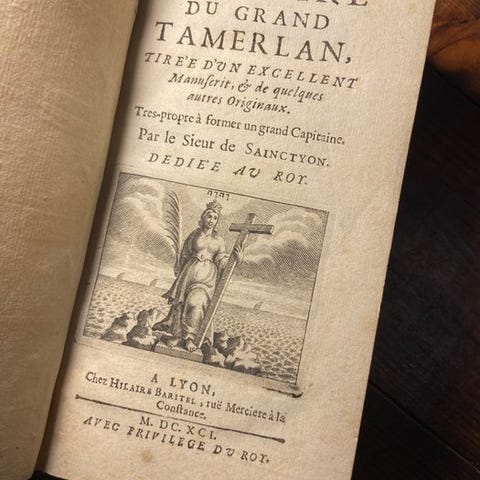 DU GRAND
TAMERLAN,
TIRE'E D'UN EXCELLENT
Manuscrit, & de quelques
autres Originaux.
Tres-propre à former un grand Capitaine.
Par le Sieur de SAINCTYON.
DEDIE'E AU ROY.
יהוה
A LYON,
Chez HILAIRE BARITEL, ruë Merciere à la
Constance.
M. DC. XCI.
AVEC PRIVILEGE DU ROY.